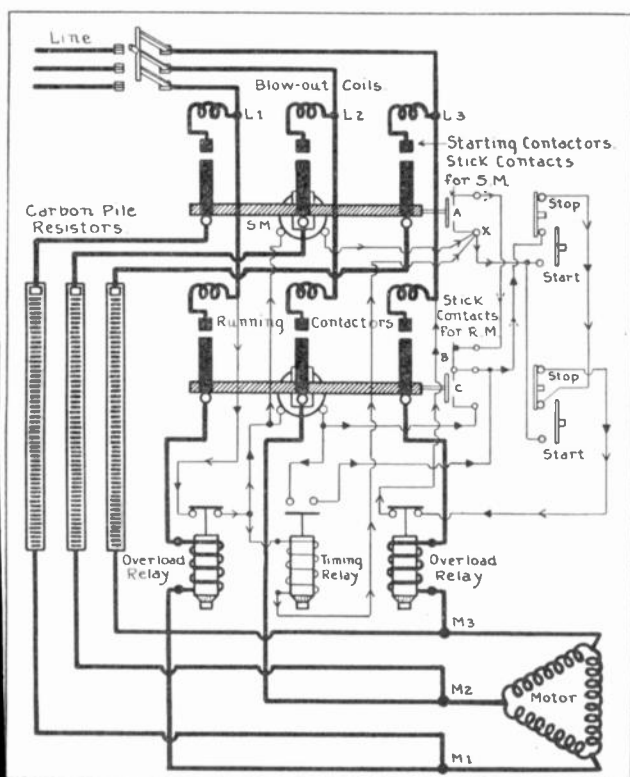 Line
Blow-out Coils
L1
L2
L3
Starting Contactors
Stick Contacts
for S.M.
Carbon Pile
Resistors
SM
A
X
Stop
Start
Running Contactors
Stick
Contacts
for R.M.
B
C
Stop
Start
Overload
Relay
Timing
Relay
Overload
Relay
M3
M2
Motor
M1